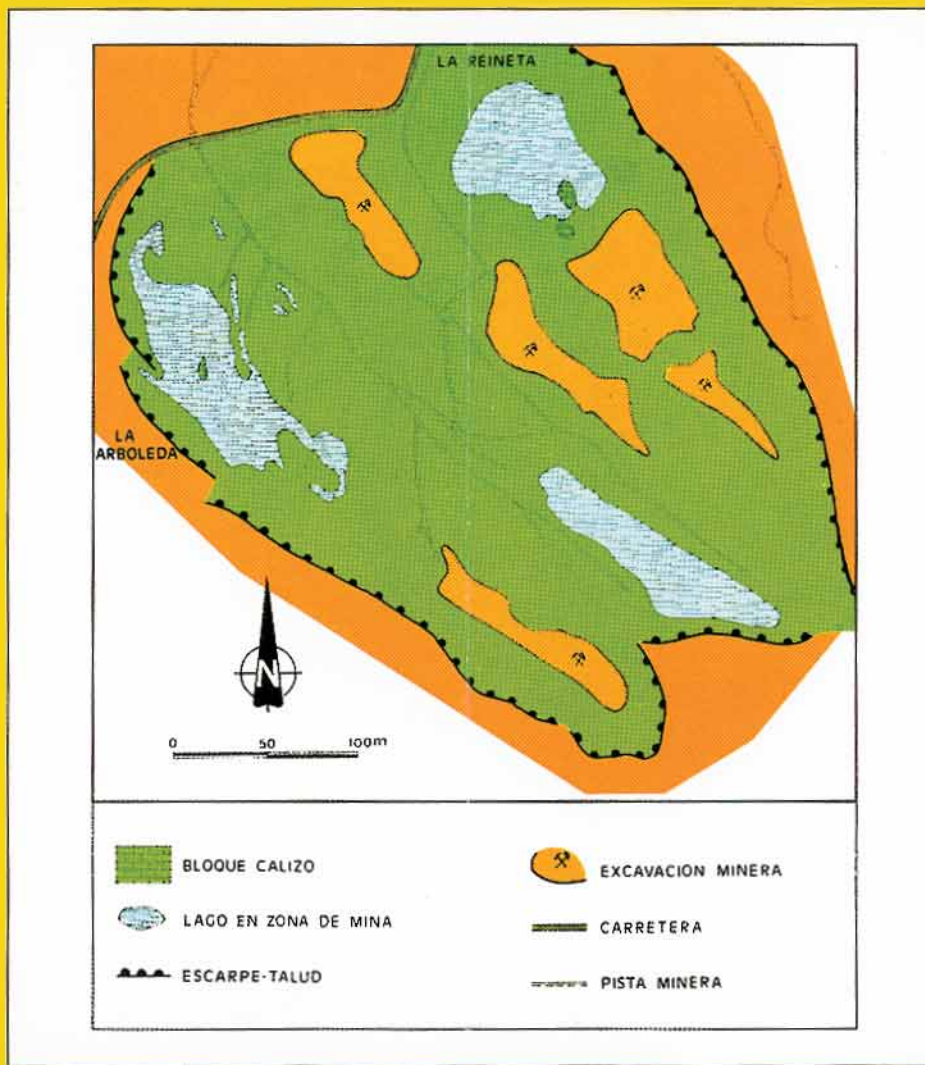 LA REINETA
LA
ARBOLEDA
N
0 50 100m
BLOQUE CALIZO
LAGO EN ZONA DE MINA
ESCARPE-TALUD
EXCAVACION MINERA
CARRETERA
PISTA MINERA